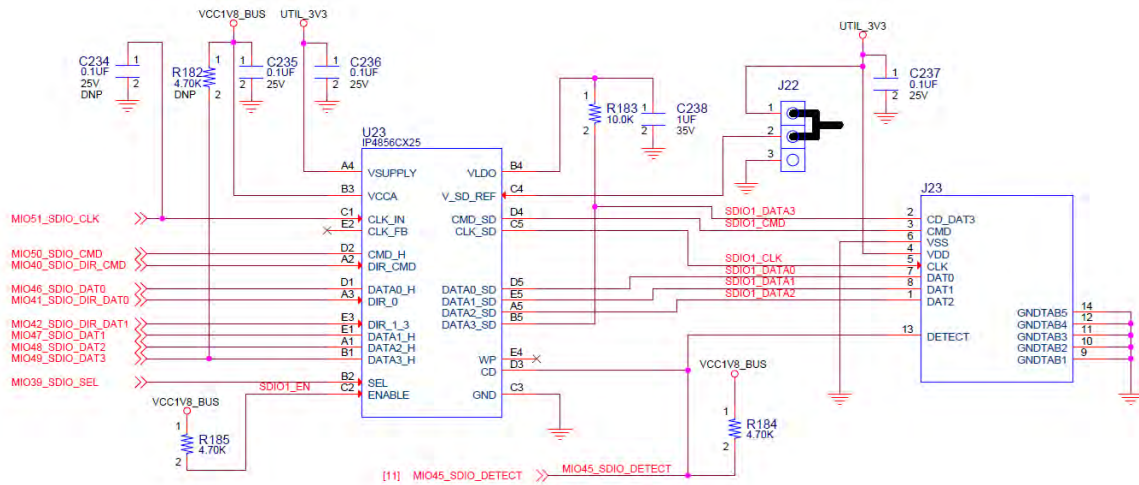 VCC1V8_BUS
UTIL_3V3
UTIL_3V3
C234
0.1UF
25V
DNP
1
2
R182
4.70K
DNP
1
2
C235
0.1UF
25V
1
2
C236
0.1UF
25V
1
2
R183
10.0K
1
2
C238
1UF
35V
1
2
J22
1
2
3
C237
0.1UF
25V
1
2
U23
IP4856CX25
A4 VSUPPLY
B3 VCCA
MIO51_SDIO_CLK C1 CLK_IN
E2 CLK_FB
MIO50_SDIO_CMD D2 CMD_H
MIO40_SDIO_DIR_CMD A2 DIR_CMD
MIO46_SDIO_DAT0 D1 DATA0_H
MIO41_SDIO_DIR_DAT0 A3 DIR_0
MIO42_SDIO_DIR_DAT1 E3 DIR_1_3
MIO47_SDIO_DAT1 E1 DATA1_H
MIO48_SDIO_DAT2 A1 DATA2_H
MIO49_SDIO_DAT3 B1 DATA3_H
MIO39_SDIO_SEL B2 SEL
SDIO1_EN C2 ENABLE
VLDO B4
V_SD_REF C4
CMD_SD D4
CLK_SD C5
DATA0_SD D5
DATA1_SD E5
DATA2_SD A5
DATA3_SD B5
WP E4
CD D3
GND C3
J23
SDIO1_DATA3 2 CD_DAT3
SDIO1_CMD 3 CMD
6 VSS
4 VDD
SDIO1_CLK 5 CLK
SDIO1_DATA0 7 DAT0
SDIO1_DATA1 8 DAT1
SDIO1_DATA2 1 DAT2
13 DETECT
GNDTAB5 14
GNDTAB4 12
GNDTAB3 11
GNDTAB2 10
GNDTAB1 9
VCC1V8_BUS
1
R185
4.70K
2
VCC1V8_BUS
1
R184
4.70K
2
[11] MIO45_SDIO_DETECT MIO45_SDIO_DETECT